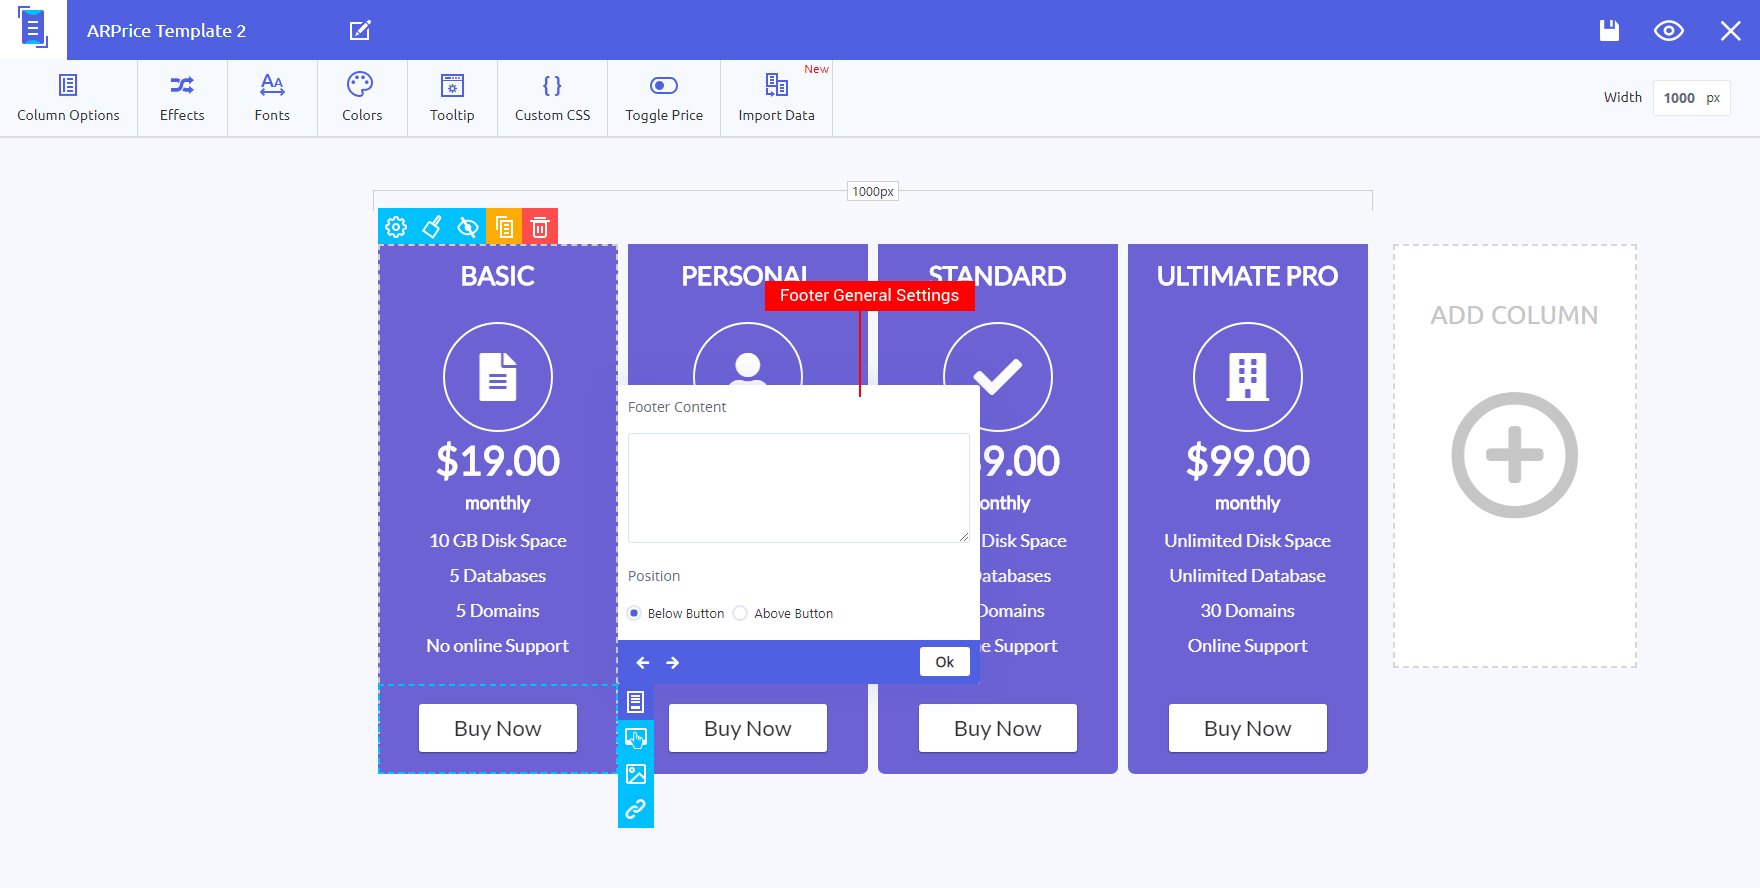 ARPrice Template 2
Column Options
Effects
Fonts
Colors
Tooltip
Custom CSS
Toggle Price
Import Data
New
Width 1000 px
1000px
BASIC
$19.00
monthly
10 GB Disk Space
5 Databases
5 Domains
No online Support
Buy Now
Footer General Settings
Footer Content
Position
Below Button
Above Button
Ok
Buy Now
STANDARD
9.00
Disk Space
Support
Buy Now
ULTIMATE PRO
$99.00
monthly
Unlimited Disk Space
Unlimited Database
30 Domains
Online Support
Buy Now
ADD COLUMN